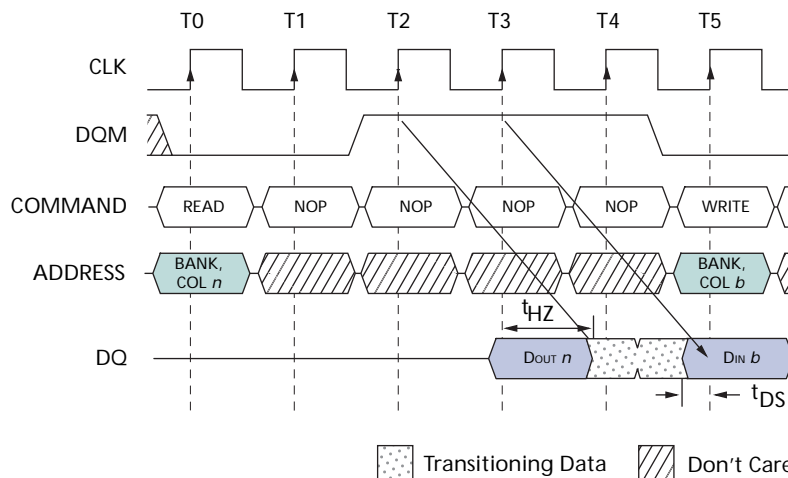 T0 T1 T2 T3 T4 T5
CLK
DQM
COMMAND READ NOP NOP NOP NOP WRITE
ADDRESS BANK, COL n BANK, COL b
tHZ
DQ DOUT n DIN b
tDS
Transitioning Data Don't Care